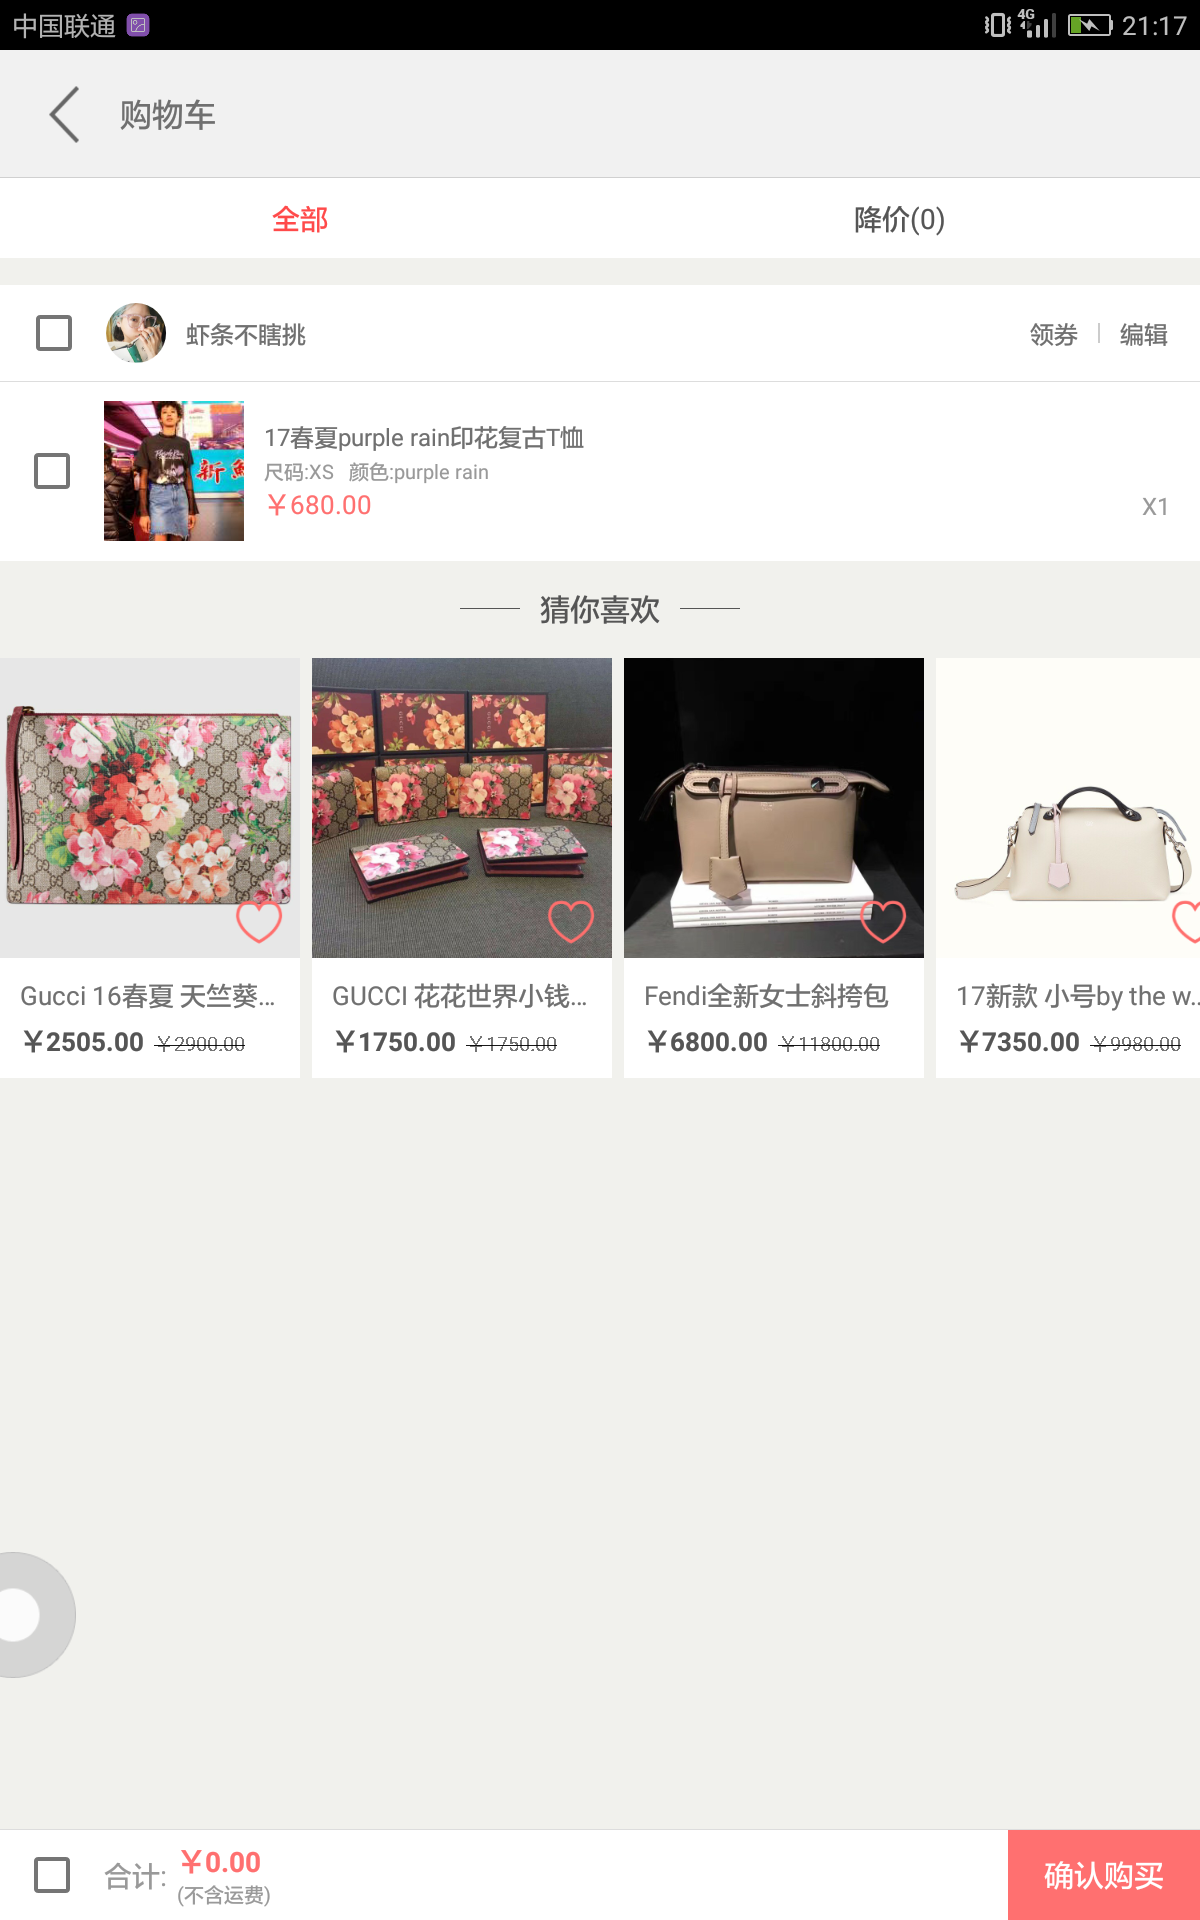 中国联通
4G
21:17
购物车
全部
降价(0)
虾条不瞎挑
领券
编辑
17春夏purple rain印花复古T恤
尺码:XS 颜色:purple rain
￥680.00
X1
猜你喜欢
Gucci 16春夏 天竺葵...
￥2505.00 ￥2900.00
GUCCI 花花世界小钱...
￥1750.00 ￥1750.00
Fendi全新女士斜挎包
￥6800.00 ￥11800.00
17新款 小号by the w...
￥7350.00 ￥9980.00
合计: ￥0.00
(不含运费)
确认购买